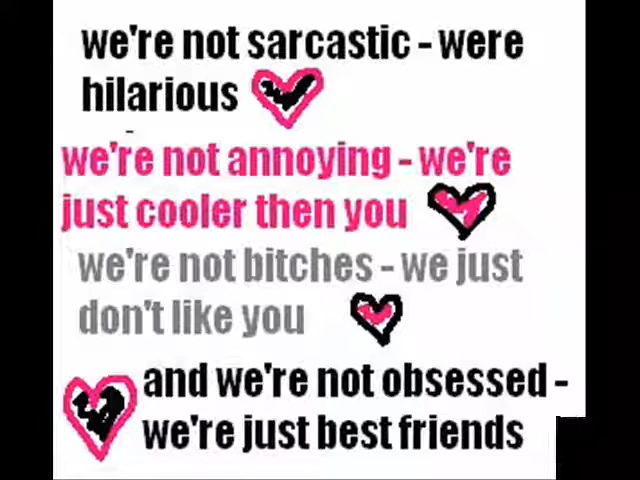 we're not sarcastic - were
hilarious
we're not annoying - we're
just cooler then you
we're not bitches - we just
don't like you
and we're not obsessed -
we're just best friends